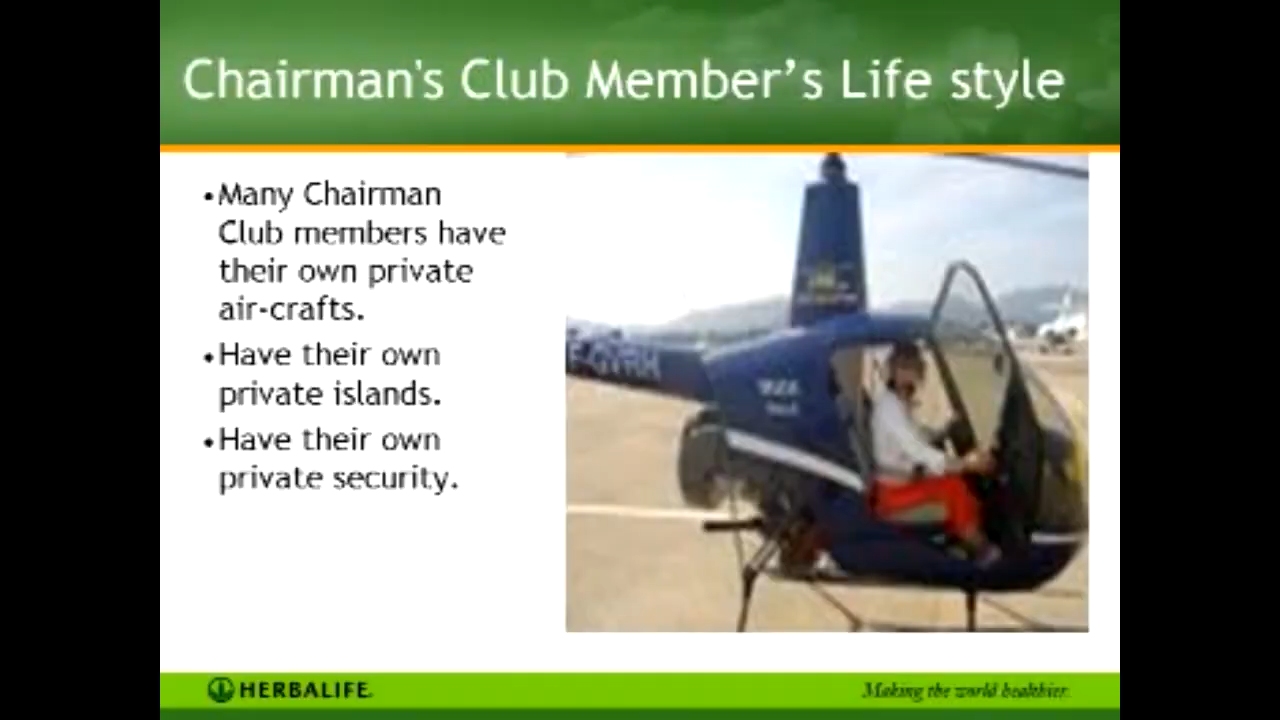 Chairman's Club Member’s Life style
•Many Chairman
Club members have
their own private
air-crafts.
•Have their own
private islands.
•Have their own
private security.
HERBALIFE.
Making the world healthier.